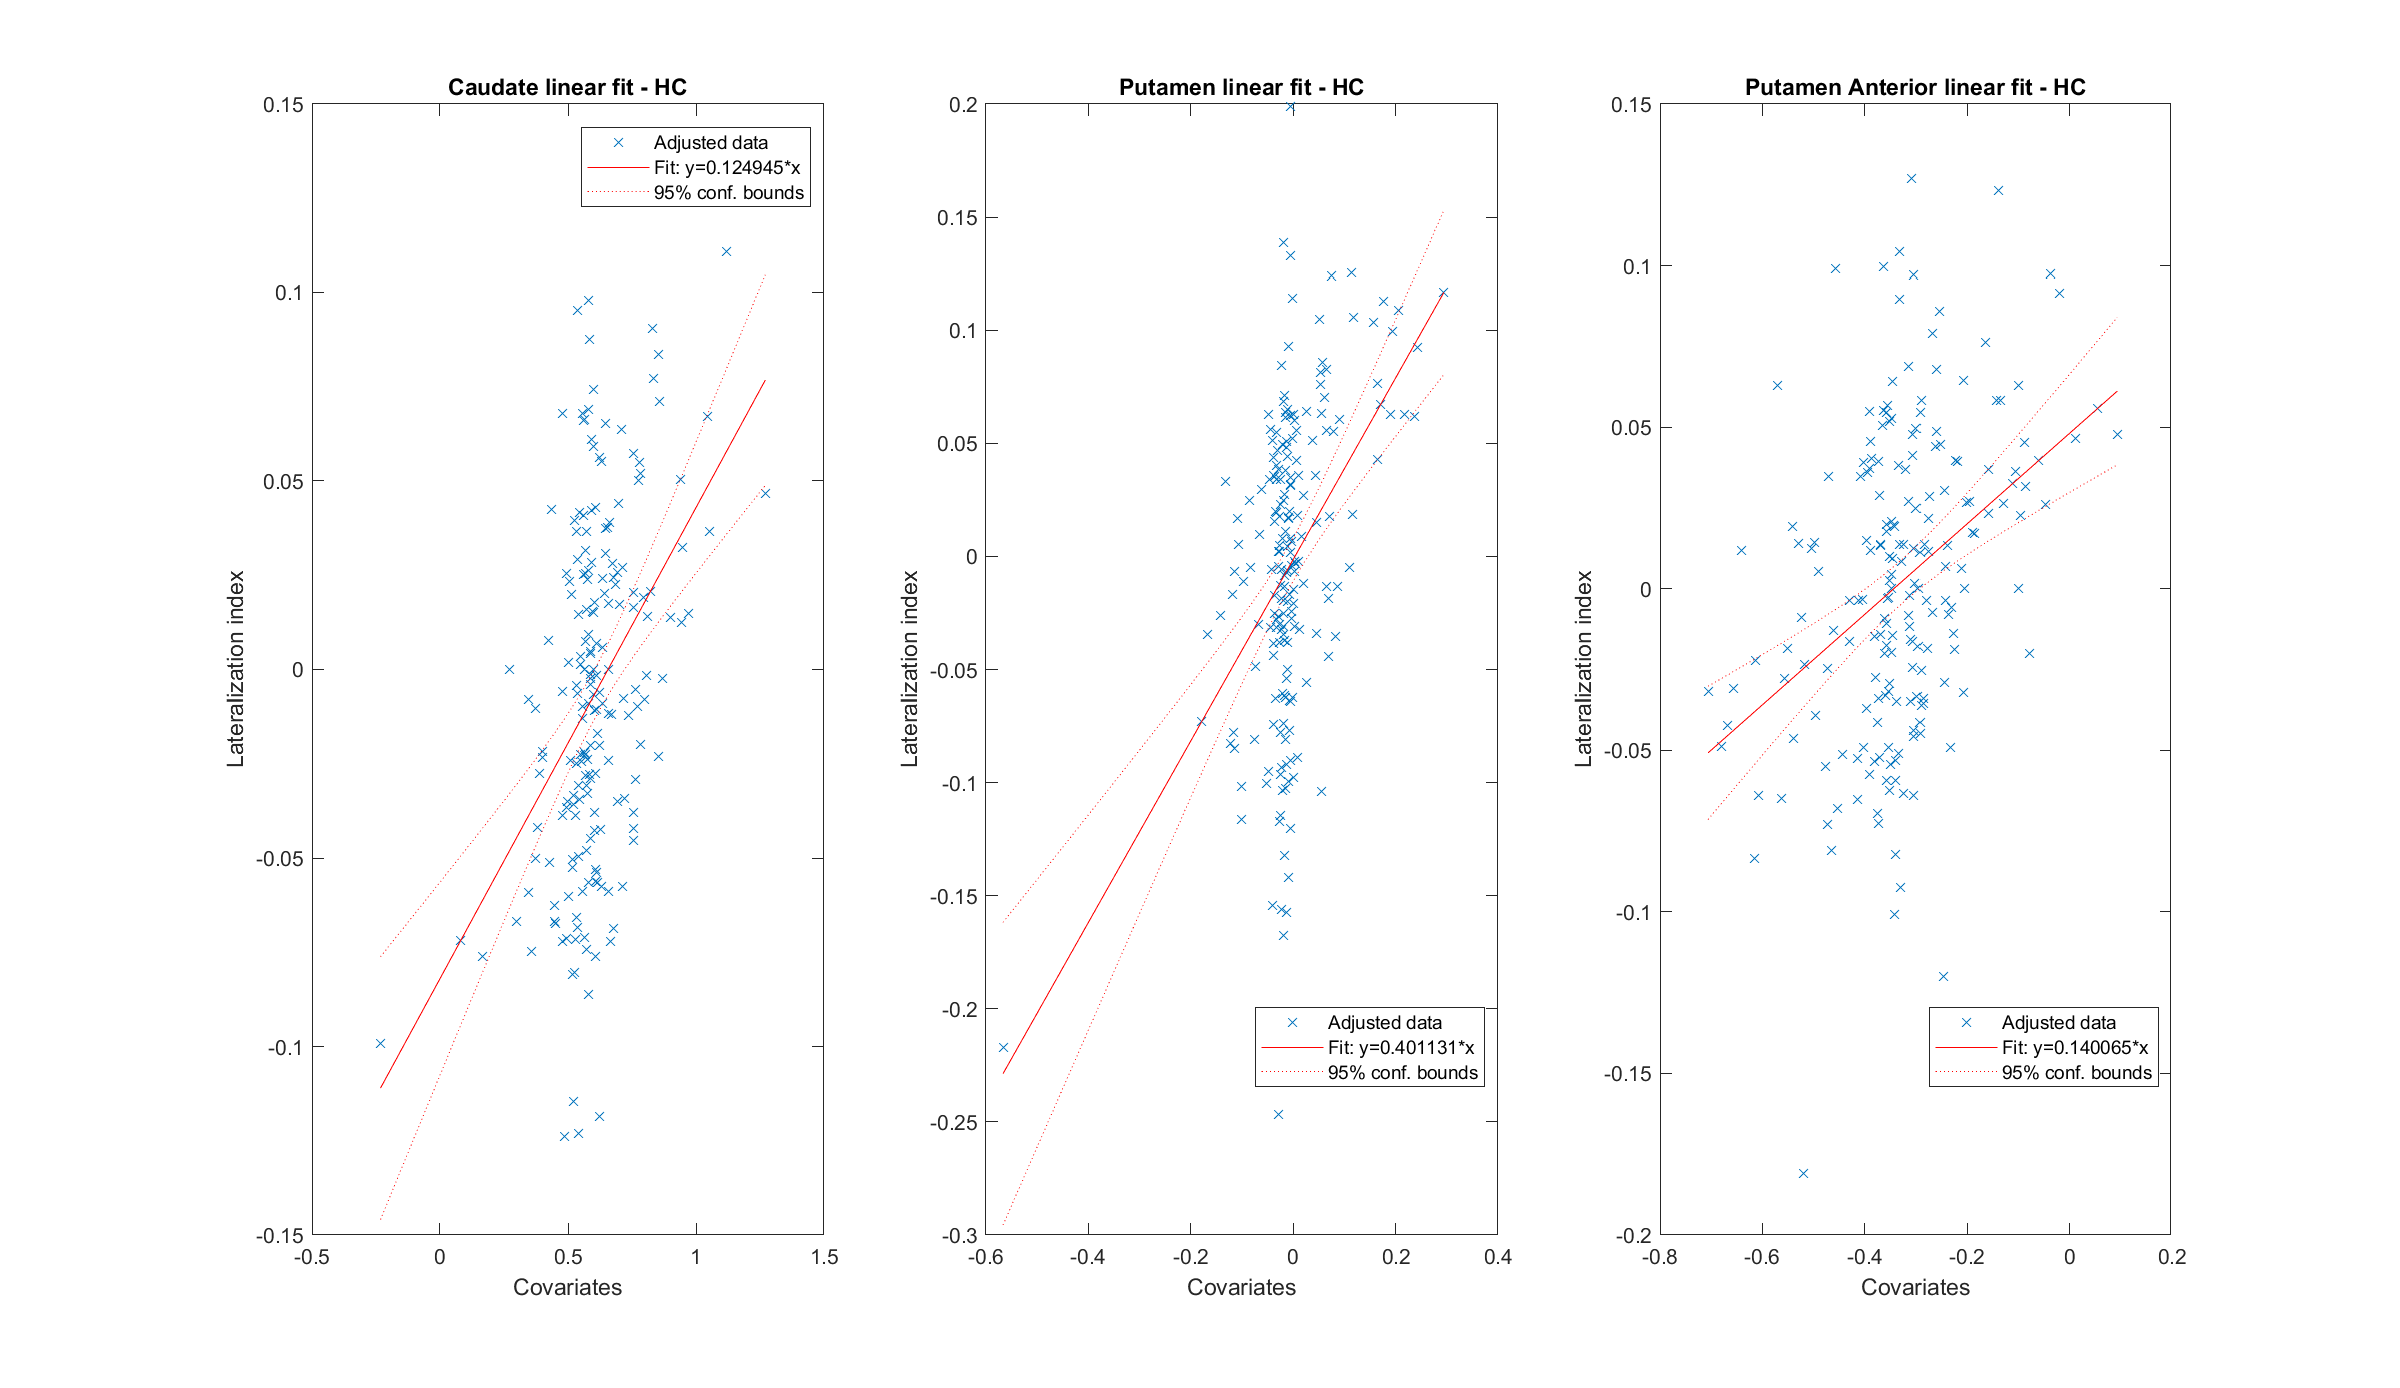 Caudate linear fit - HC
0.15
0.1
0.05
0
-0.05
-0.1
-0.15
Lateralization index
-0.5 0 0.5 1 1.5
Covariates
Adjusted data
Fit: y=0.124945*x
95% conf. bounds
Putamen linear fit - HC
0.2
0.15
0.1
0.05
0
-0.05
-0.1
-0.15
-0.2
-0.25
-0.3
Lateralization index
-0.6 -0.4 -0.2 0 0.2 0.4
Covariates
Adjusted data
Fit: y=0.401131*x
95% conf. bounds
Putamen Anterior linear fit - HC
0.15
0.1
0.05
0
-0.05
-0.1
-0.15
-0.2
Lateralization index
-0.8 -0.6 -0.4 -0.2 0 0.2
Covariates
Adjusted data
Fit: y=0.140065*x
95% conf. bounds